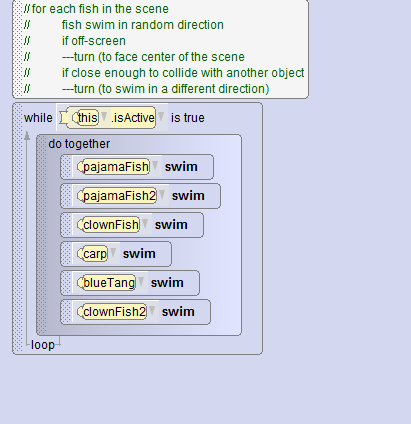 // for each fish in the scene
// fish swim in random direction
// if off-screen
// ---turn (to face center of the scene
// if close enough to collide with another object
// ---turn (to swim in a different direction)
while this .isActive is true
do together
pajamaFish swim
pajamaFish2 swim
clownFish swim
carp swim
blueTang swim
clownFish2 swim
loop